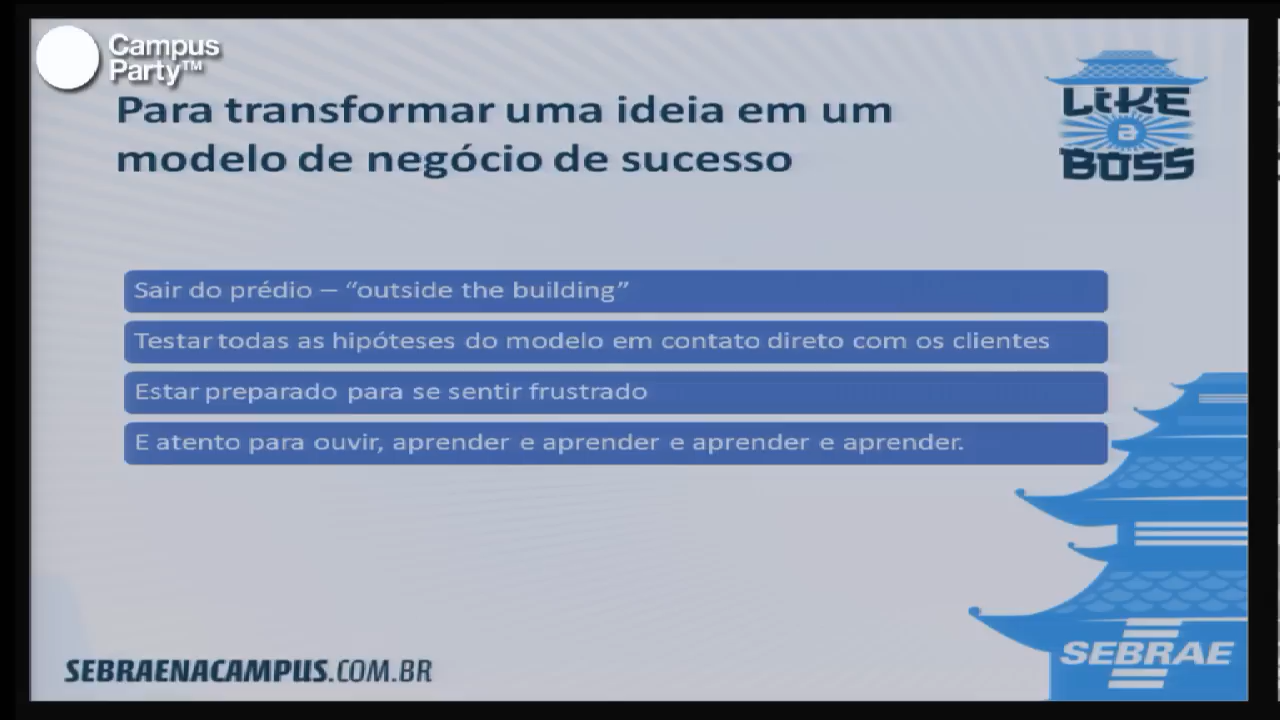 Campus
Party™
Para transformar uma ideia em um
modelo de negócio de sucesso
LiKE
a
BOSS
Sair do prédio – “outside the building”
Testar todas as hipóteses do modelo em contato direto com os clientes
Estar preparado para se sentir frustrado
E atento para ouvir, aprender e aprender e aprender e aprender.
SEBRAENACAMPUS.COM.BR
SEBRAE